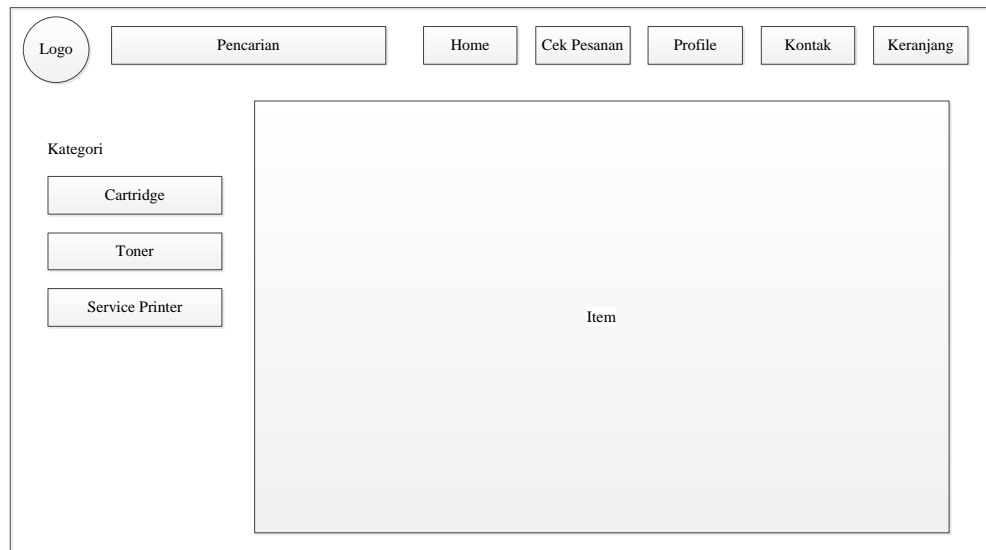 Logo
Pencarian
Home
Cek Pesanan
Profile
Kontak
Keranjang
Kategori
Cartridge
Toner
Service Printer
Item